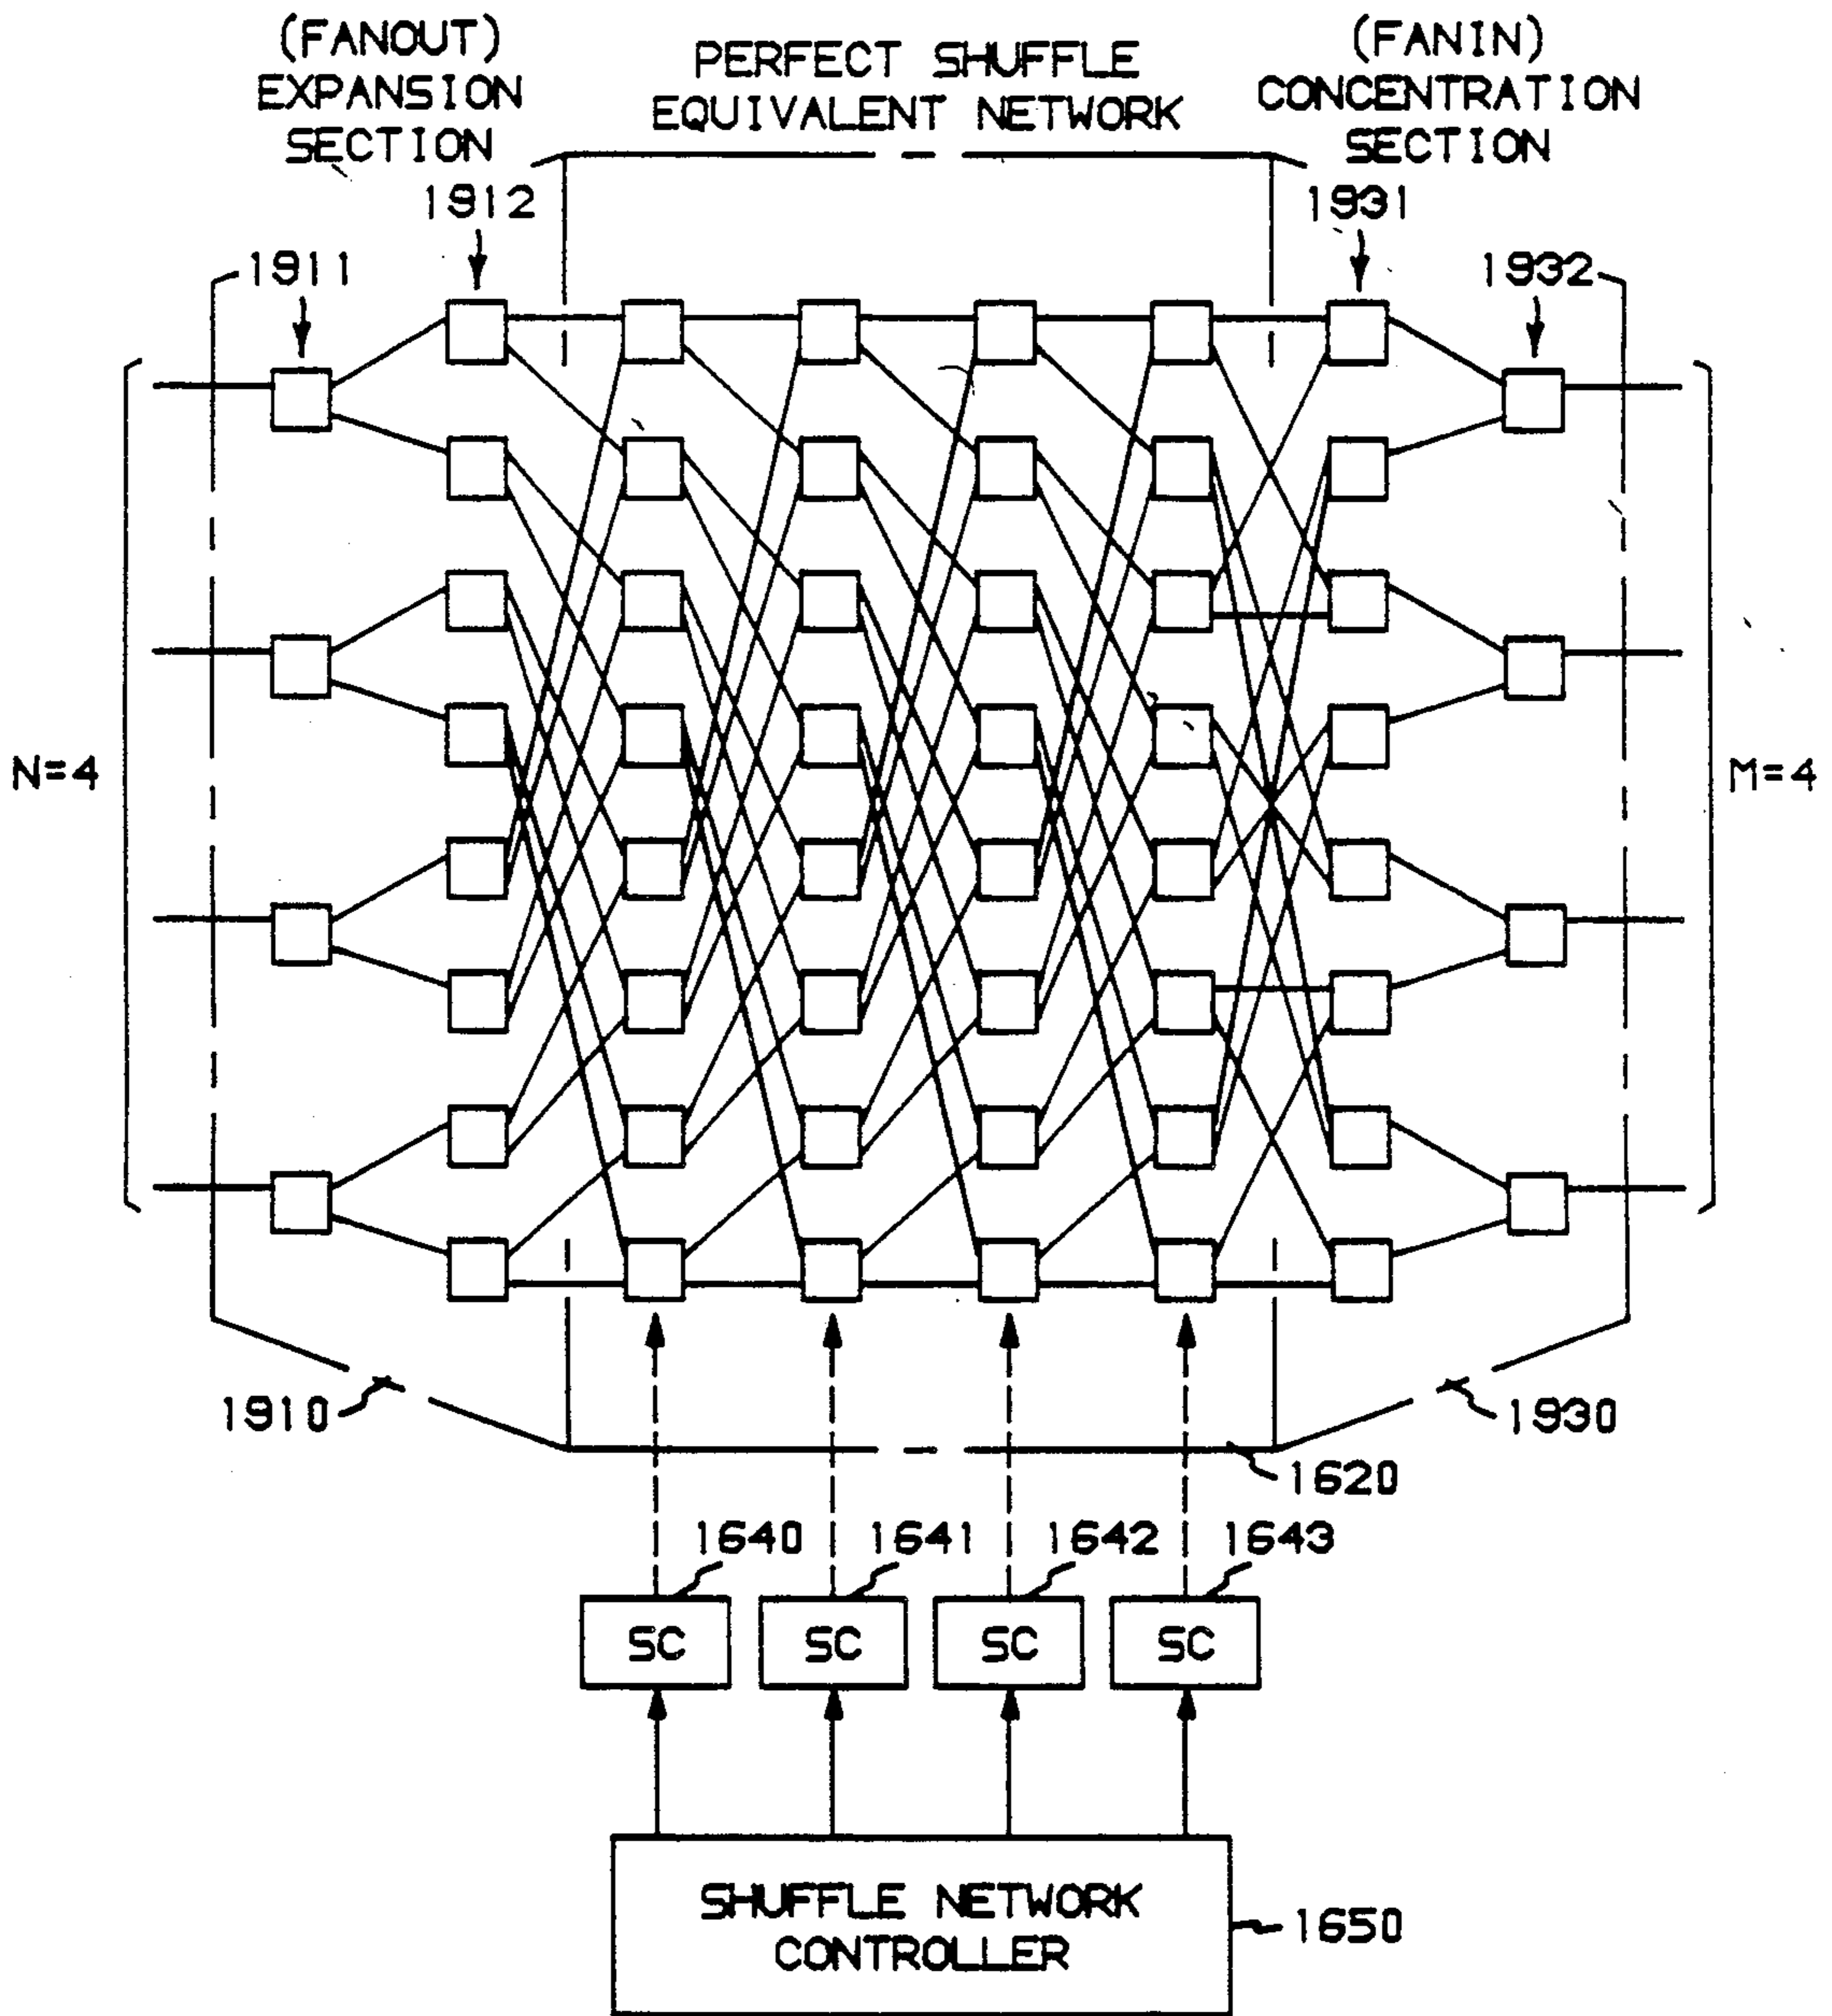 (FANOUT)
EXPANSION
SECTION
PERFECT SHUFFLE
EQUIVALENT NETWORK
(FANIN)
CONCENTRATION
SECTION
1912
1931
1911
1932
N=4
M=4
1910
1930
1620
1640
1641
1642
1643
SC
SC
SC
SC
SHUFFLE NETWORK
CONTROLLER
1650